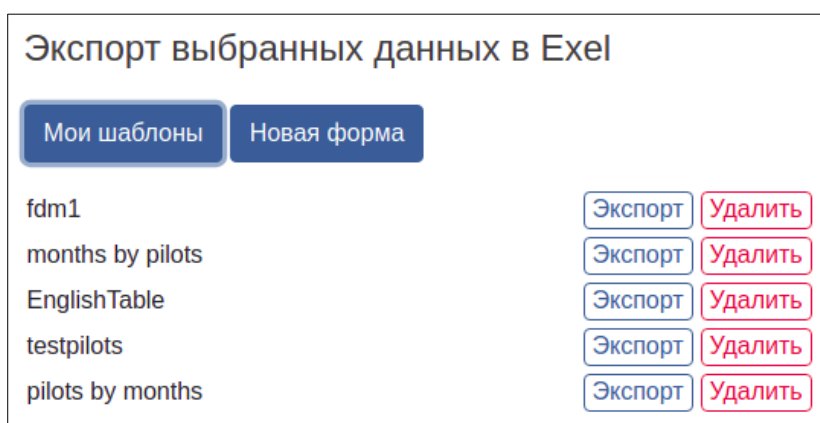 Экспорт выбранных данных в Exel
Мои шаблоны Новая форма
fdm1 Экспорт Удалить
months by pilots Экспорт Удалить
EnglishTable Экспорт Удалить
testpilots Экспорт Удалить
pilots by months Экспорт Удалить